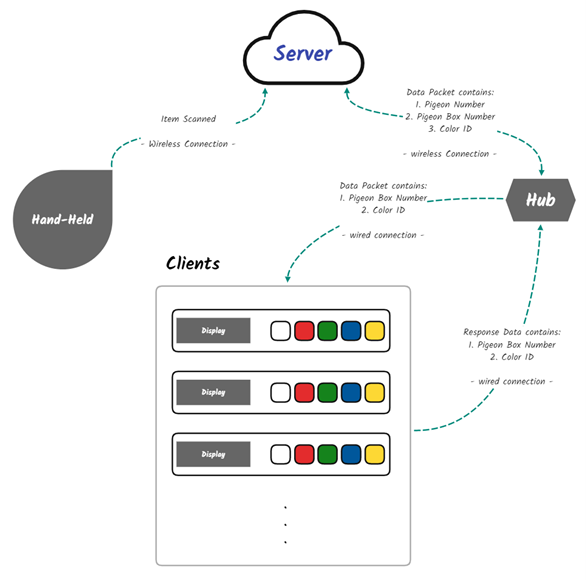 Server
Item Scanned
- Wireless Connection -
Data Packet contains:
1. Pigeon Number
2. Pigeon Box Number
3. Color ID
- wireless Connection -
Hand-Held
Hub
Data Packet contains:
1. Pigeon Box Number
2. Color ID
- wired connection -
Clients
Display
Display
Display
Response Data contains:
1. Pigeon Box Number
2. Color ID
- wired connection -